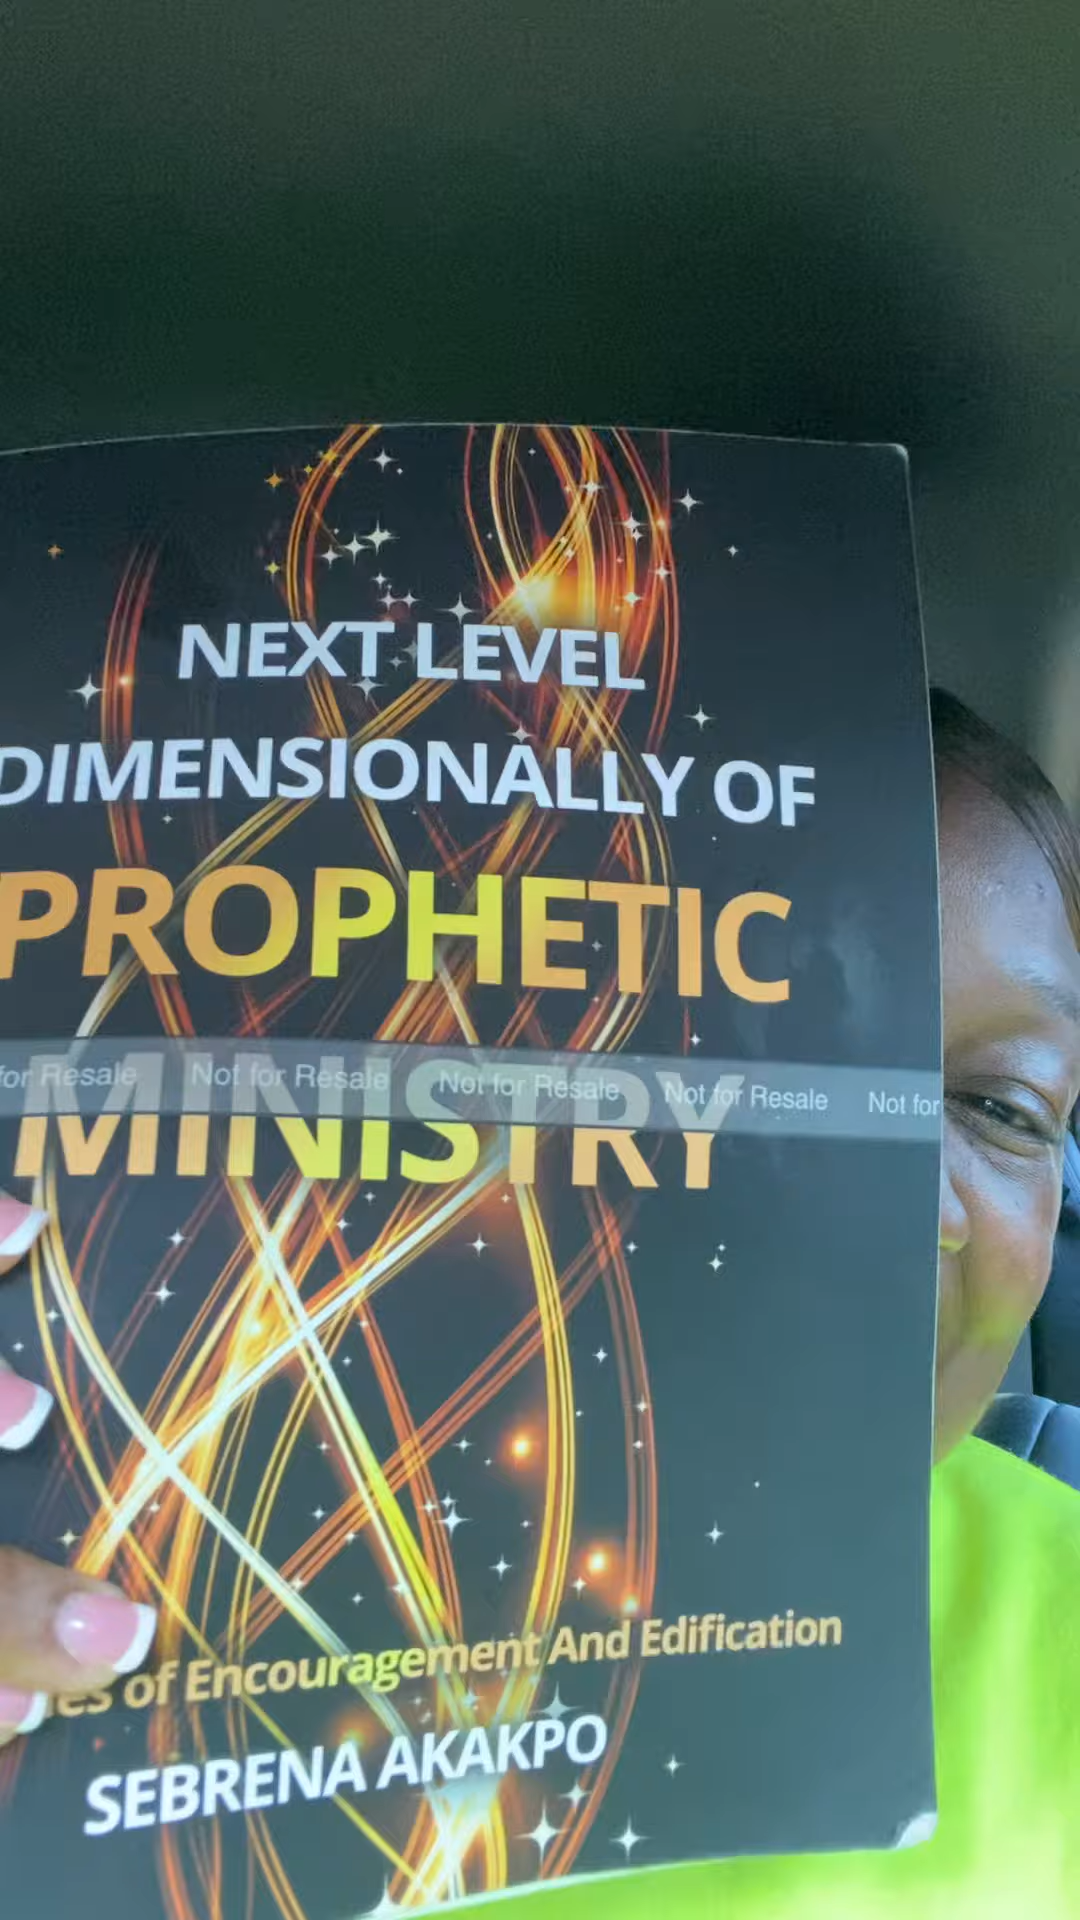 NEXT LEVEL
DIMENSIONALLY OF
PROPHETIC
MINISTRY
for Resale Not for Resale Not for Resale Not for Resale Not for
of Encouragement And Edification
SEBRENA AKAKPO